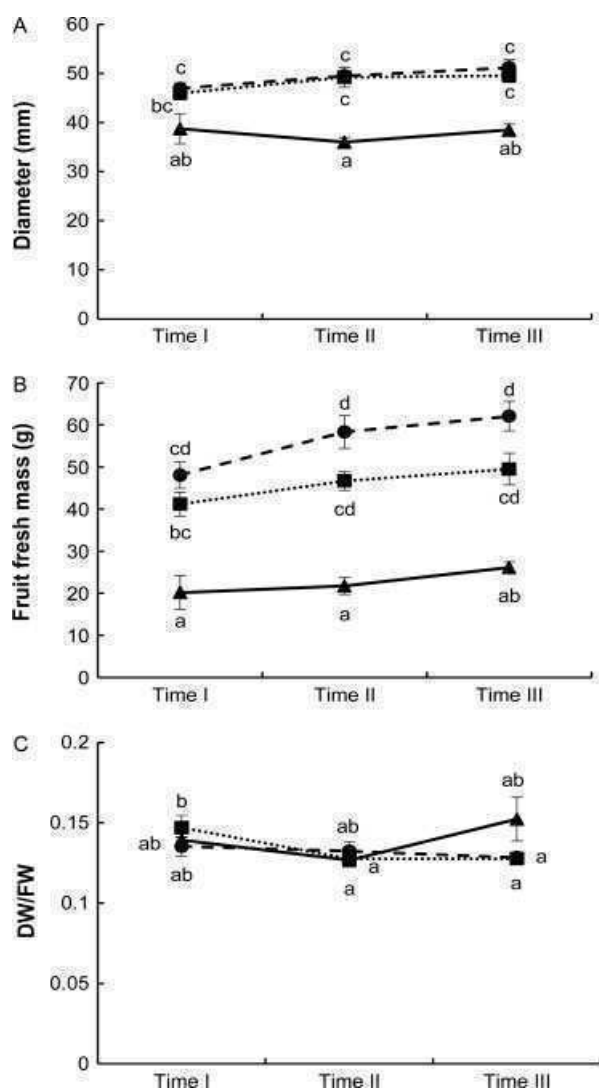 A
Diameter (mm)
60
50
40
30
20
10
0
c
c
c
bc
c
c
ab
a
ab
Time I Time II Time III
B
Fruit fresh mass (g)
70
60
50
40
30
20
10
0
cd
d
d
bc
cd
cd
a
a
ab
Time I Time II Time III
C
DW/FW
0.2
0.15
0.1
0.05
0
b
ab
ab
ab
a
a
ab
a
a
Time I Time II Time III